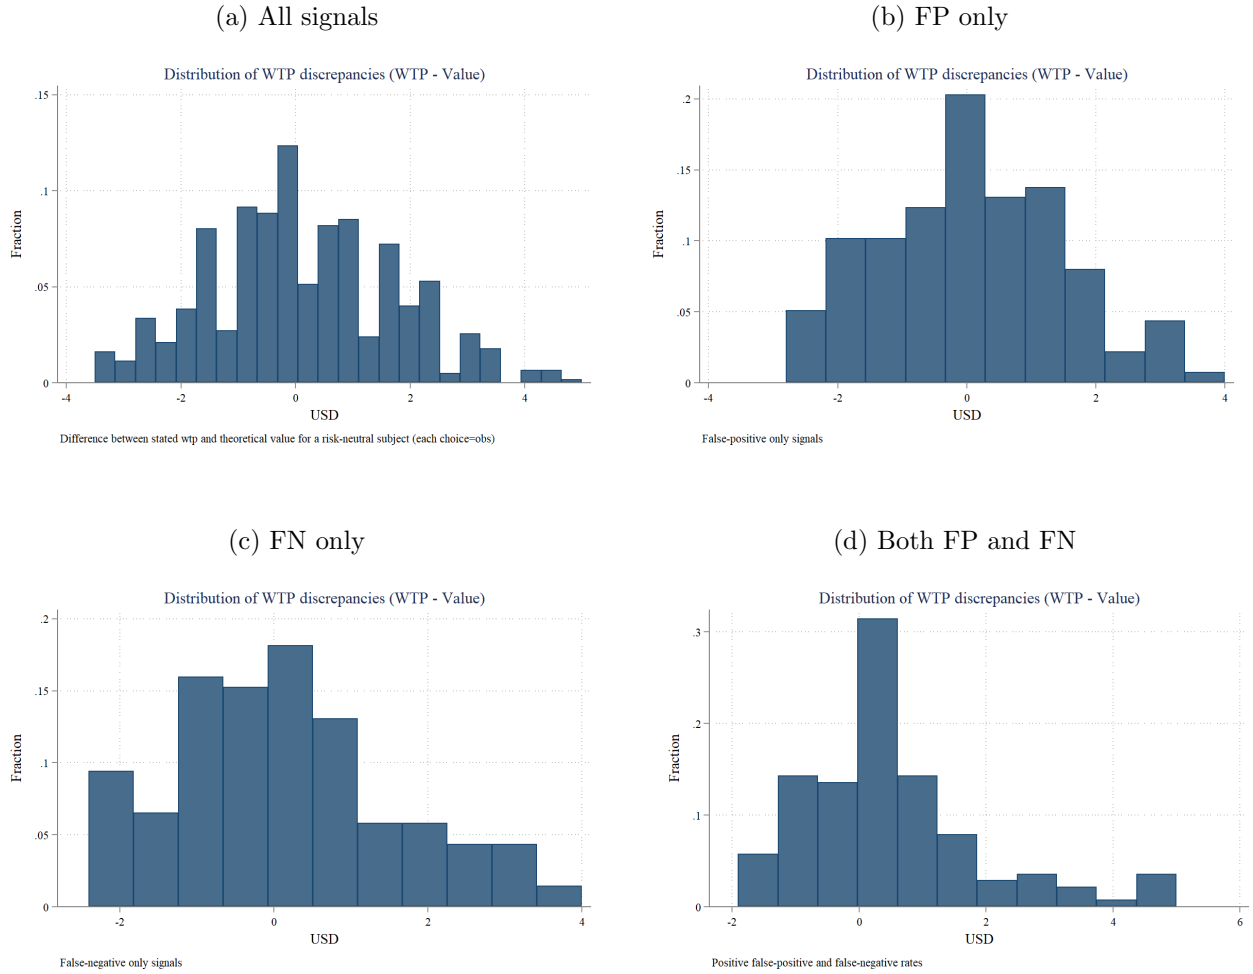 (a) All signals
Distribution of WTP discrepancies (WTP - Value)
Fraction
.15
.1
.05
0
-4 -2 0 2 4
USD
Difference between stated wtp and theoretical value for a risk-neutral subject (each choice=obs)
(b) FP only
Distribution of WTP discrepancies (WTP - Value)
Fraction
.2
.15
.1
.05
0
-4 -2 0 2 4
USD
False-positive only signals
(c) FN only
Distribution of WTP discrepancies (WTP - Value)
Fraction
.2
.15
.1
.05
0
-2 0 2 4
USD
False-negative only signals
(d) Both FP and FN
Distribution of WTP discrepancies (WTP - Value)
Fraction
.3
.2
.1
0
-2 0 2 4 6
USD
Positive false-positive and false-negative rates